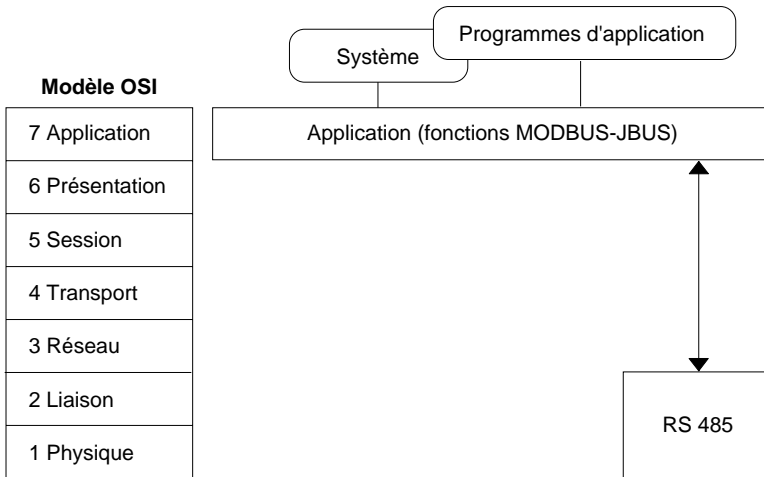 Programmes d'application
Système
Modèle OSI
7 Application
Application (fonctions MODBUS-JBUS)
6 Présentation
5 Session
4 Transport
3 Réseau
2 Liaison
RS 485
1 Physique